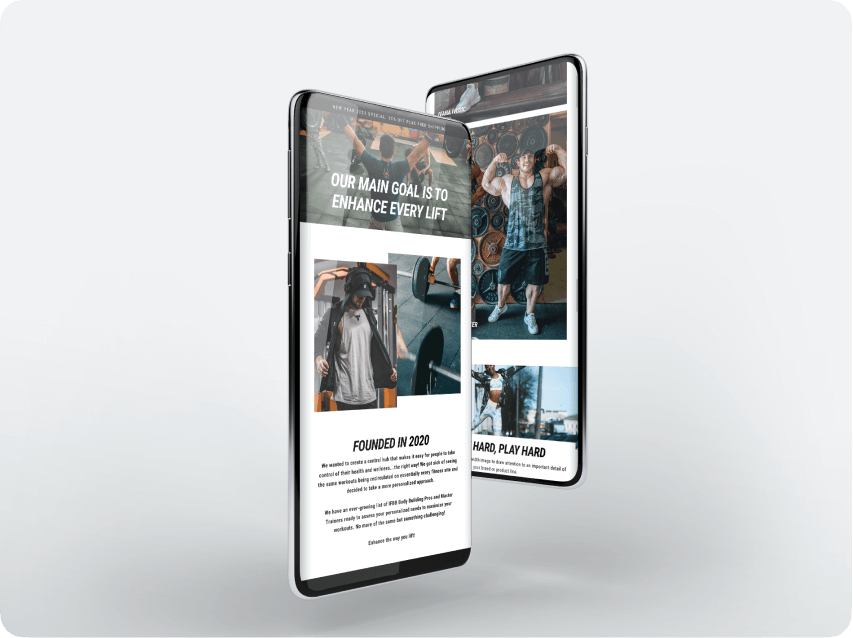 NEW YEAR 2023 SPECIAL
FREE SHIPPING
OUR MAIN GOAL IS TO
ENHANCE EVERY LIFT
FOUNDED IN 2020
We wanted to create a central hub that makes it easy for people to take
control of their health and wellness...the right way! We got sick of seeing
the same workouts being recirculated on essentially every fitness site and
decided to take a more personalized approach.
We have an ever-growing list of IFBB Body Building Pros and Master
Trainers ready to assess your personalized needs to maximize your
workouts. No more of the same but something challenging!
Enhance the way you lift!
HARD, PLAY HARD
width image to draw attention to an important detail of
your brand or product line.